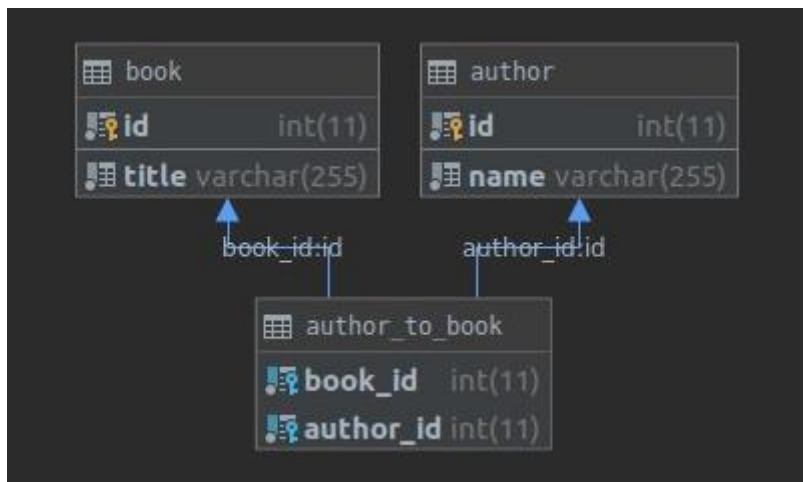 book
id int(11)
title varchar(255)
author
id int(11)
name varchar(255)
book_id:id
author_id:id
author_to_book
book_id int(11)
author_id int(11)